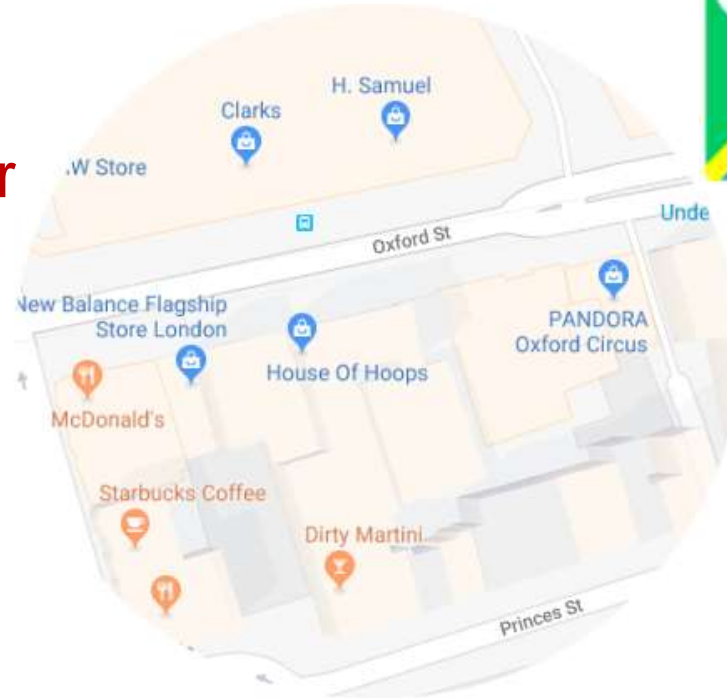 H. Samuel
Clarks
.W Store
r
Unde
Oxford St
New Balance Flagship
Store London
PANDORA
Oxford Circus
House Of Hoops
McDonald's
Starbucks Coffee
Dirty Martini
Princes St